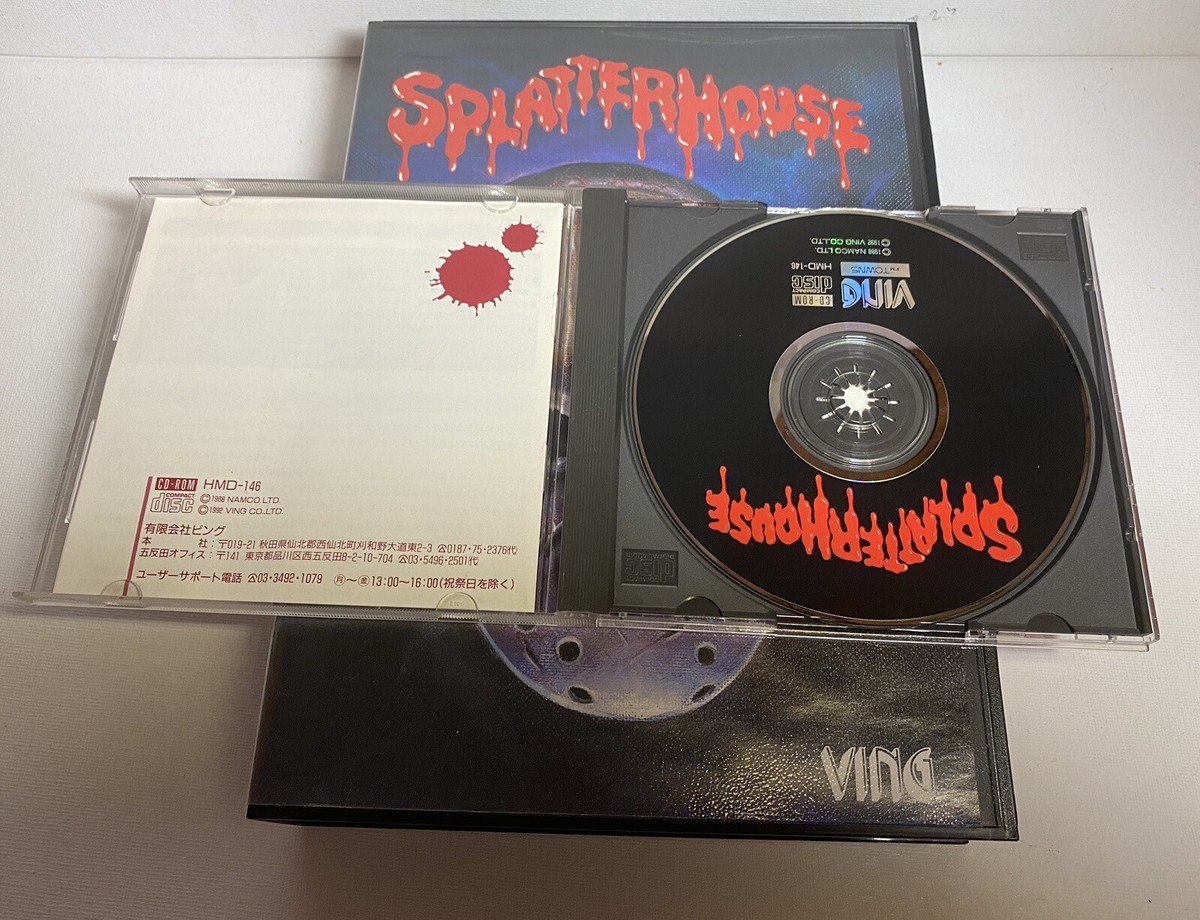 SPLATTERHOUSE
CD-ROM HMD-146
COMPACT disc ©1988 NAMCO LTD.
©1992 VING CO.,LTD.
有限会社ビング
本 社:〒019-21 秋田県仙北郡西仙北町刈和野大道東2-3 ☎0187・75・2376代
五反田オフィス:〒141 東京都品川区西五反田8-2-10-704 ☎03・5496・2501代
ユーザーサポート電話 ☎03・3492・1079 ㊊〜㊎13:00〜16:00(祝祭日を除く)
SPLATTERHOUSE
VING
FM TOWNS
CD-ROM
COMPACT disc
HMD-146
©1988 NAMCO LTD.
©1992 VING CO.,LTD.
COMPACT disc
DIGITAL AUDIO
VING